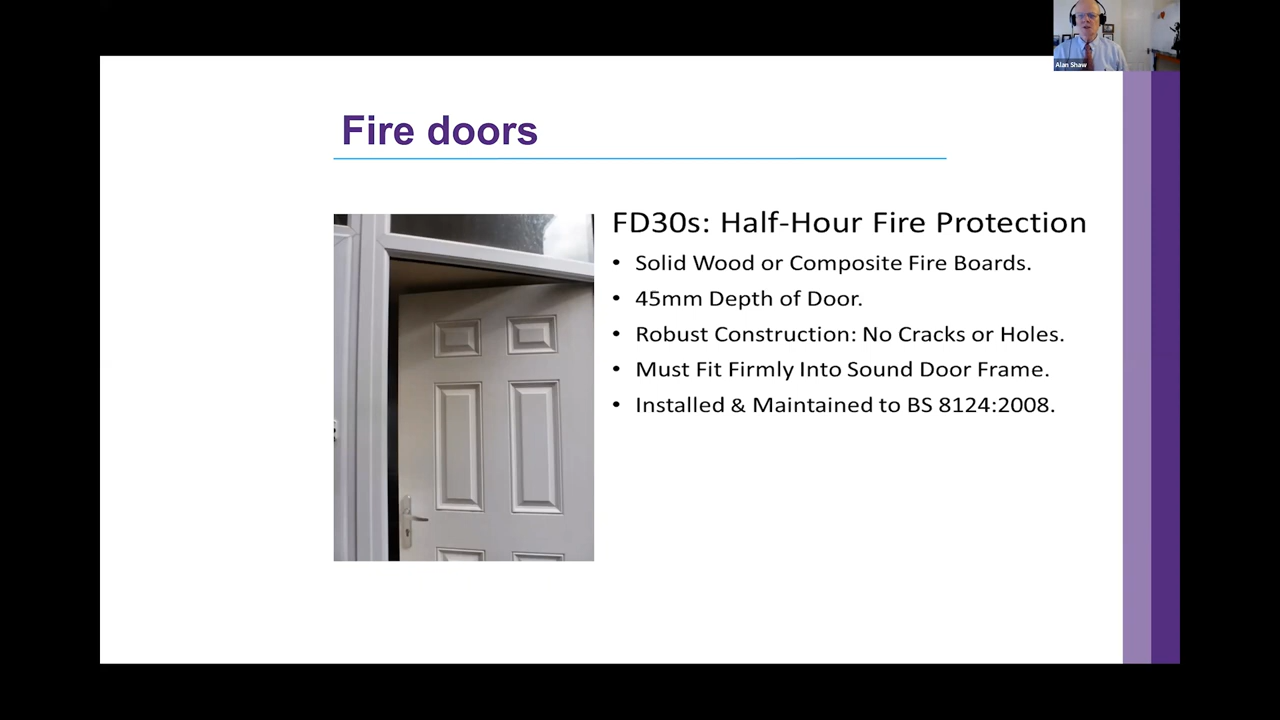 Alan Shaw
Fire doors
FD30s: Half-Hour Fire Protection
• Solid Wood or Composite Fire Boards.
• 45mm Depth of Door.
• Robust Construction: No Cracks or Holes.
• Must Fit Firmly Into Sound Door Frame.
• Installed & Maintained to BS 8124:2008.